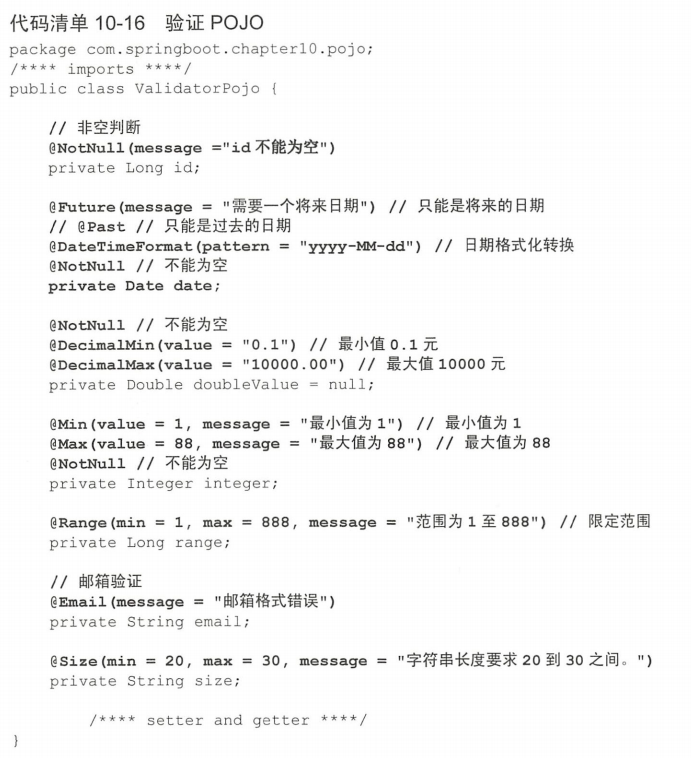 代码清单 10-16 验证 POJO
package com.springboot.chapter10.pojo;
/**** imports ****/
public class ValidatorPojo {
// 非空判断
@NotNull(message ="id 不能为空")
private Long id;
@Future(message = "需要一个将来日期") // 只能是将来的日期
// @Past // 只能是过去的日期
@DateTimeFormat(pattern = "yyyy-MM-dd") // 日期格式化转换
@NotNull // 不能为空
private Date date;
@NotNull // 不能为空
@DecimalMin(value = "0.1") // 最小值 0.1 元
@DecimalMax(value = "10000.00") // 最大值 10000 元
private Double doubleValue = null;
@Min(value = 1, message = "最小值为 1") // 最小值为 1
@Max(value = 88, message = "最大值为 88") // 最大值为 88
@NotNull // 不能为空
private Integer integer;
@Range(min = 1, max = 888, message = "范围为 1 至 888") // 限定范围
private Long range;
// 邮箱验证
@Email(message = "邮箱格式错误")
private String email;
@Size(min = 20, max = 30, message = "字符串长度要求 20 到 30 之间。")
private String size;
/**** setter and getter ****/
}